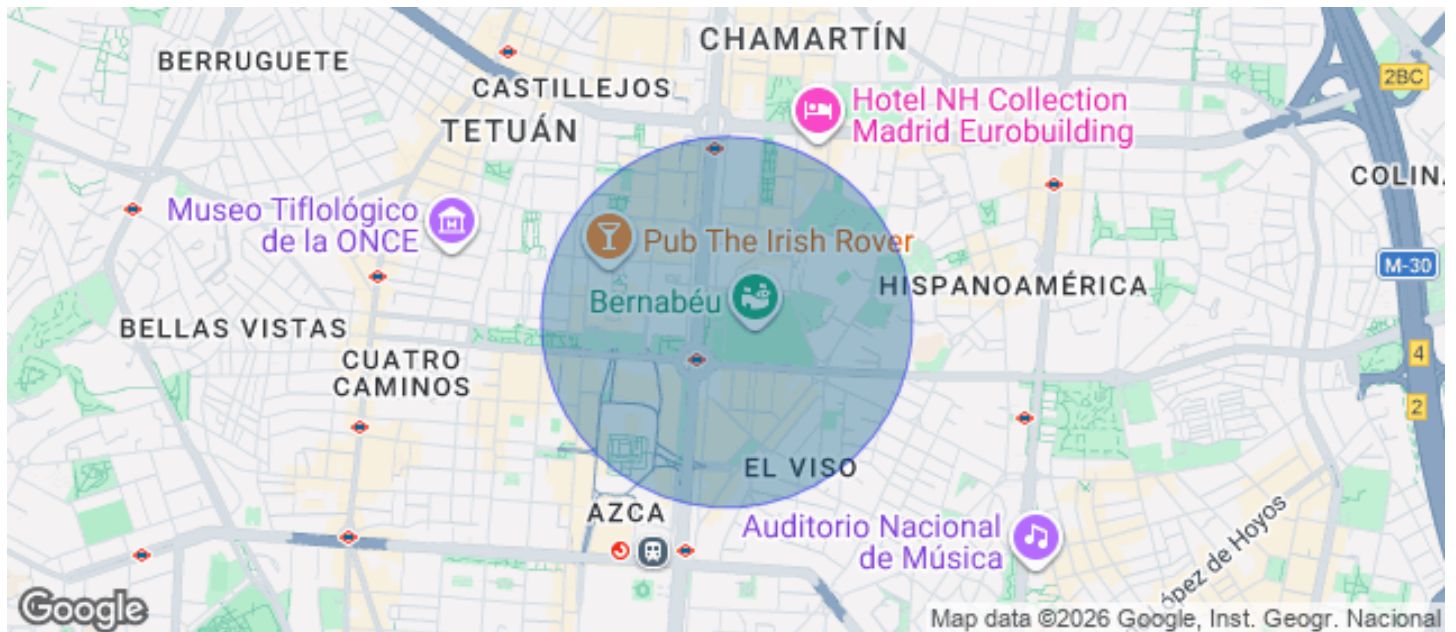 CHAMARTÍN
BERRUGUETE
2BC
CASTILLEJOS
Hotel NH Collection
Madrid Eurobuilding
TETUÁN
COLIN
Museo Tiflológico
de la ONCE
Pub The Irish Rover
M-30
HISPANOAMÉRICA
Bernabéu
BELLAS VISTAS
4
CUATRO
CAMINOS
2
EL VISO
AZCA
Auditorio Nacional
de Música
López de Hoyos
Google
Map data ©2026 Google, Inst. Geogr. Nacional